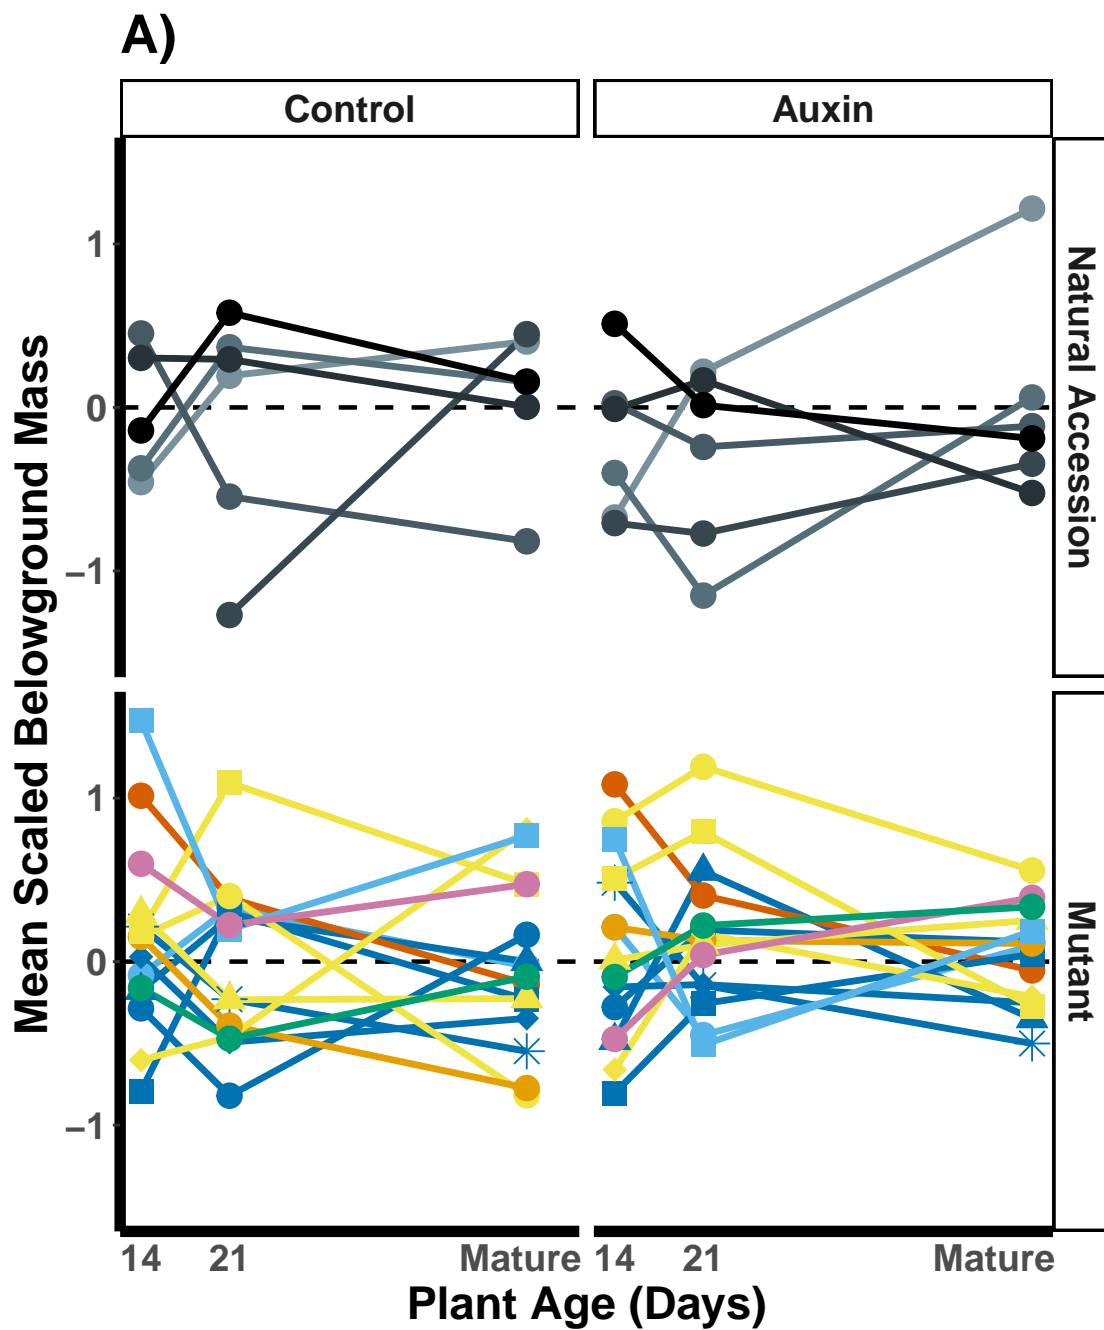 A)
Control
Auxin
Natural Accession
Mutant
Mean Scaled Belowground Mass
1
0
−1
1
0
−1
14
21
Mature
14
21
Mature
Plant Age (Days)